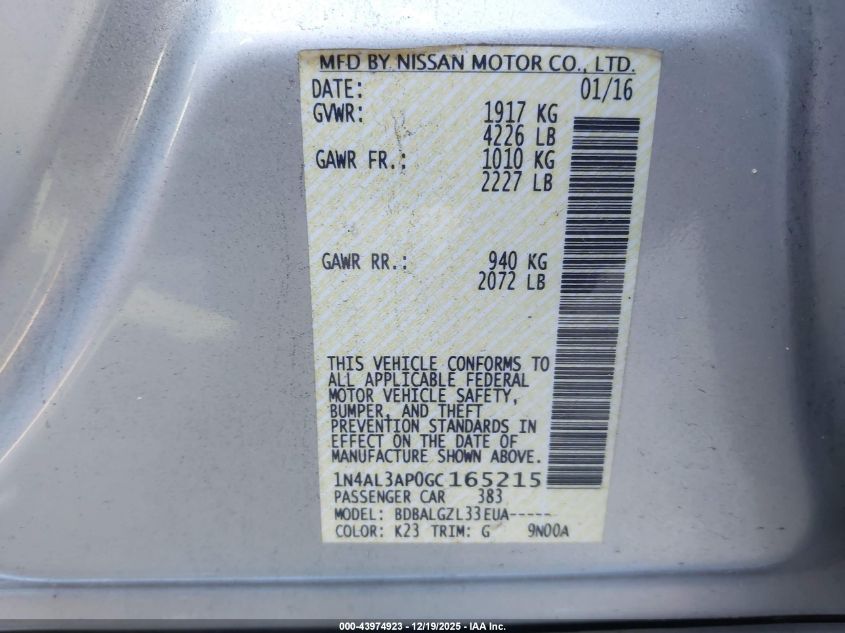 MFD BY NISSAN MOTOR CO., LTD.
DATE: 01/16
GVWR: 1917 KG
4226 LB
GAWR FR.: 1010 KG
2227 LB
GAWR RR.: 940 KG
2072 LB
THIS VEHICLE CONFORMS TO
ALL APPLICABLE FEDERAL
MOTOR VEHICLE SAFETY,
BUMPER, AND THEFT
PREVENTION STANDARDS IN
EFFECT ON THE DATE OF
MANUFACTURE SHOWN ABOVE.
1N4AL3AP0GC165215
PASSENGER CAR 383
MODEL: BDBALGZL33EUA-----
COLOR: K23 TRIM: G 9N00A
000-43974923 - 12/19/2025 - IAA Inc.